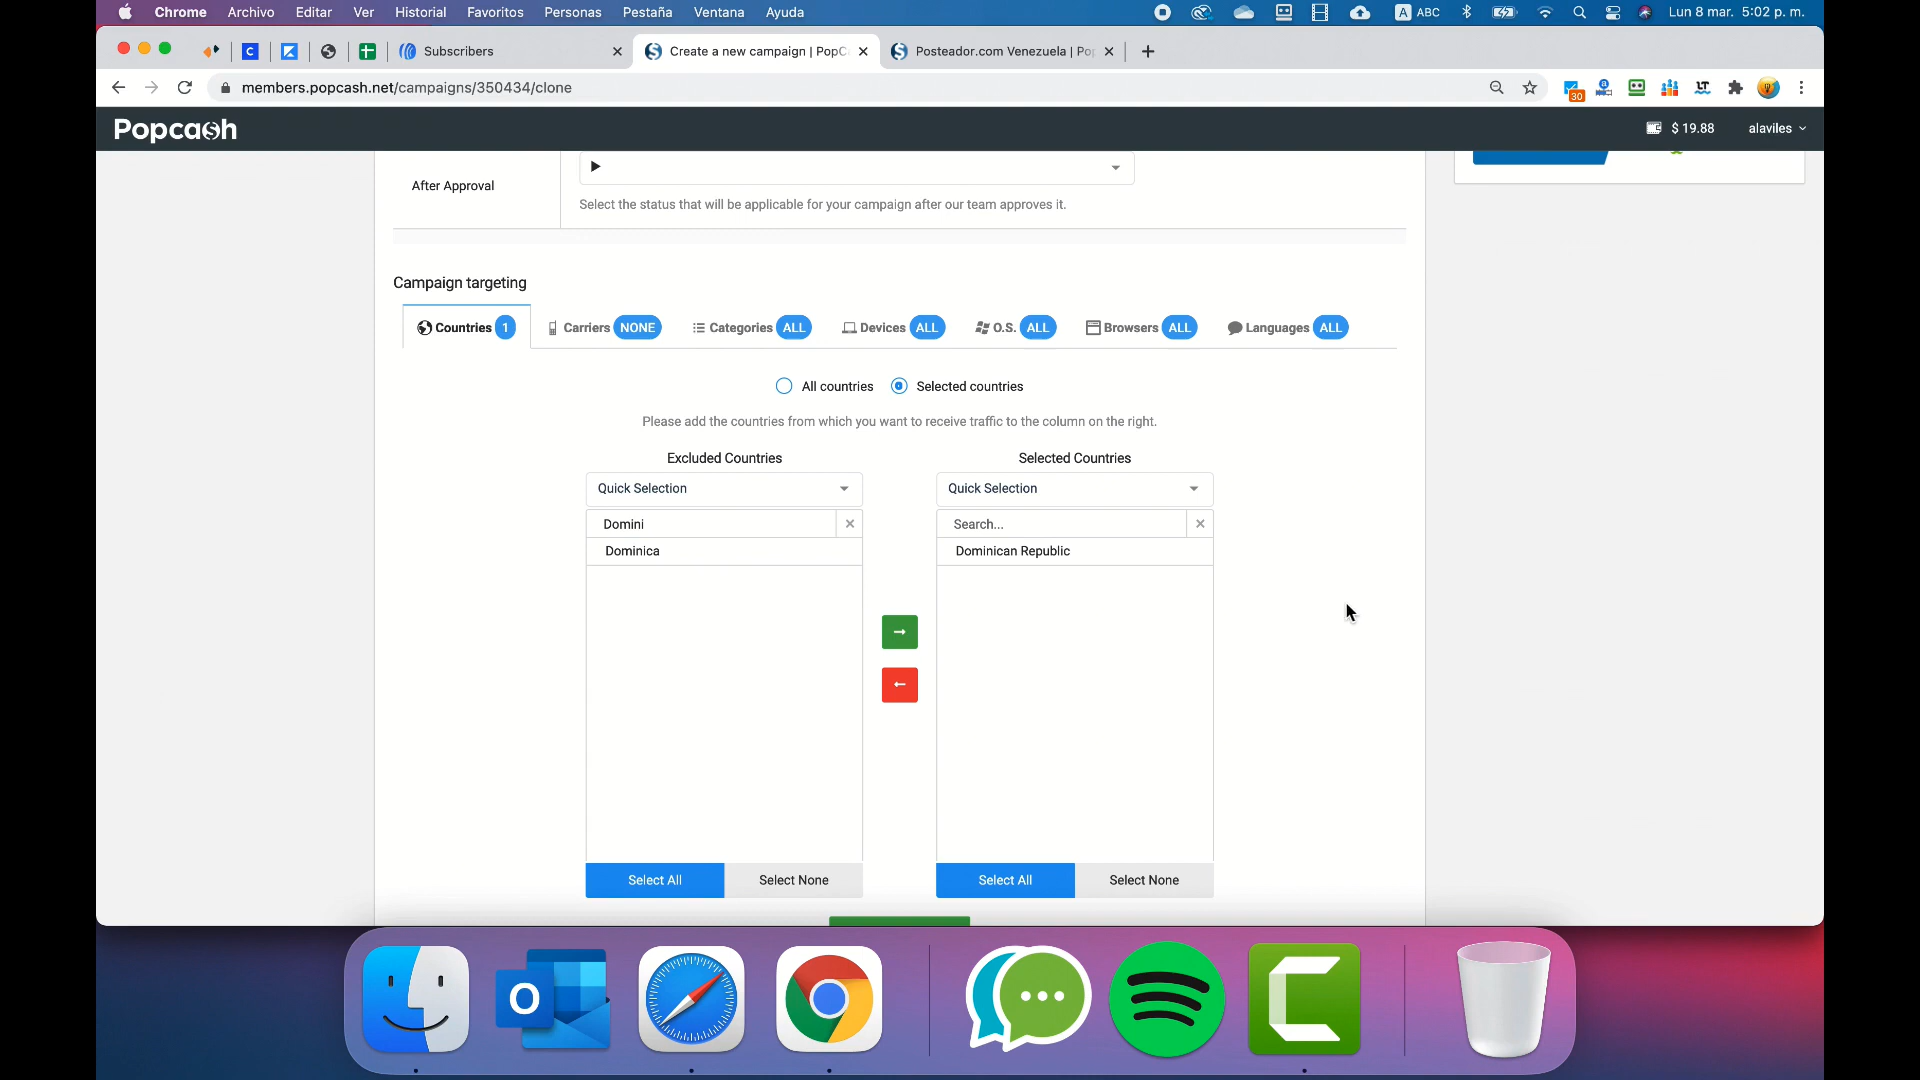 Chrome Archivo Editar Ver Historial Favoritos Personas Pestaña Ventana Ayuda A ABC Lun 8 mar. 5:02 p. m.
Subscribers Create a new campaign | PopC Posteador.com Venezuela | Po
members.popcash.net/campaigns/350434/clone 30
Popcash $ 19.88 alaviles
After Approval
Select the status that will be applicable for your campaign after our team approves it.
Campaign targeting
Countries 1 Carriers NONE Categories ALL Devices ALL O.S. ALL Browsers ALL Languages ALL
All countries Selected countries
Please add the countries from which you want to receive traffic to the column on the right.
Excluded Countries Selected Countries
Quick Selection Quick Selection
Domini Search...
Dominica Dominican Republic
Select All Select None Select All Select None